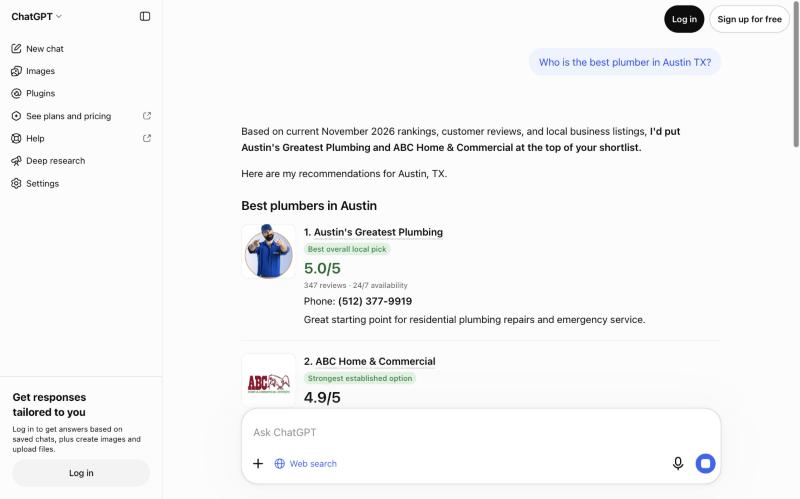 ChatGPT
Log in
Sign up for free
New chat
Images
Plugins
See plans and pricing
Help
Deep research
Settings
Who is the best plumber in Austin TX?
Based on current November 2026 rankings, customer reviews, and local business listings, I'd put
Austin's Greatest Plumbing and ABC Home & Commercial at the top of your shortlist.
Here are my recommendations for Austin, TX.
Best plumbers in Austin
1. Austin's Greatest Plumbing
Best overall local pick
5.0/5
347 reviews · 24/7 availability
Phone: (512) 377-9919
Great starting point for residential plumbing repairs and emergency service.
ABC
2. ABC Home & Commercial
Strongest established option
4.9/5
Get responses
tailored to you
Log in to get answers based on
saved chats, plus create images and
upload files.
Log in
Ask ChatGPT
Web search